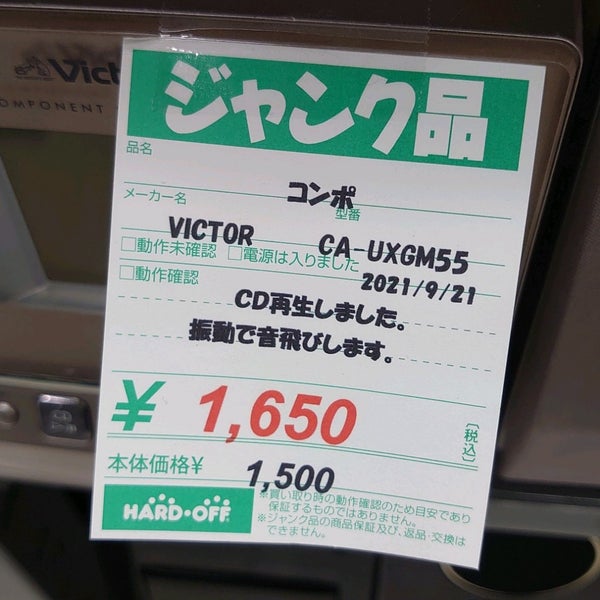 Vict
OMPONENT
ジャンク品
品名
コンポ
メーカー名
型番
VICTOR
CA-UXGM55
□動作未確認 □電源は入りました
2021/9/21
□動作確認
CD再生しました。
振動で音飛びします。
¥ 1,650
〔税込〕
本体価格¥ 1,500
HARD・OFF
※買い取り時の動作確認のため目安であり
保証するものではありません。
※ジャンク品の商品保証及び、返品・交換は
できません。